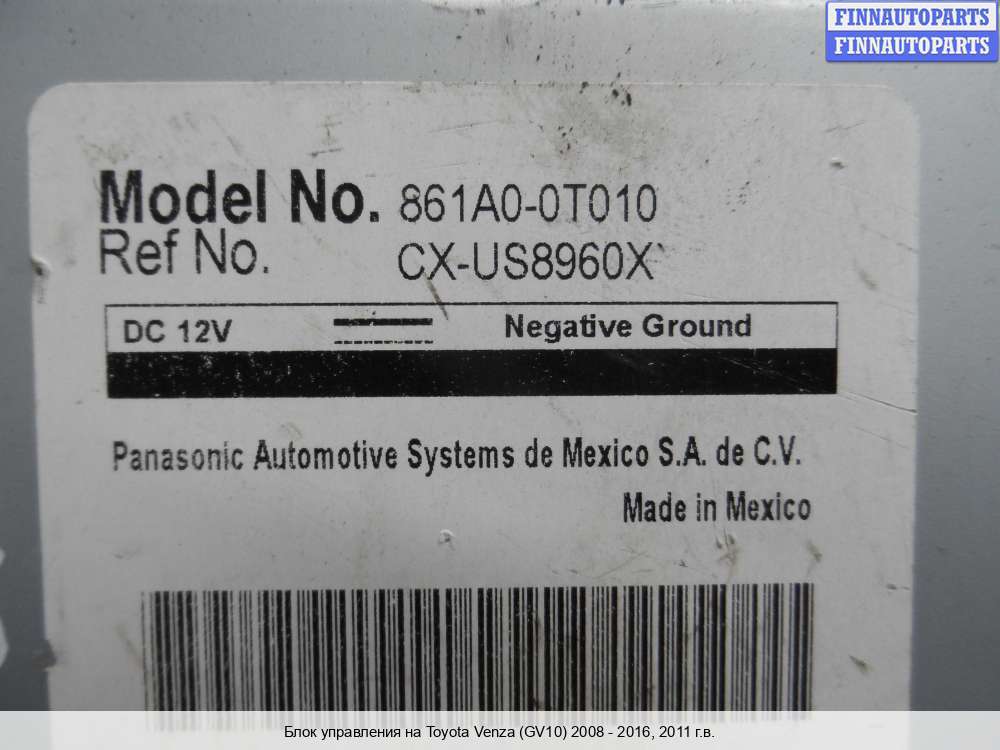 FINNAUTOPARTS
FINNAUTOPARTS
Model No. 861A0-0T010
Ref No. CX-US8960X
DC 12V Negative Ground
Panasonic Automotive Systems de Mexico S.A. de C.V.
Made in Mexico
Блок управления на Toyota Venza (GV10) 2008 - 2016, 2011 г.в.